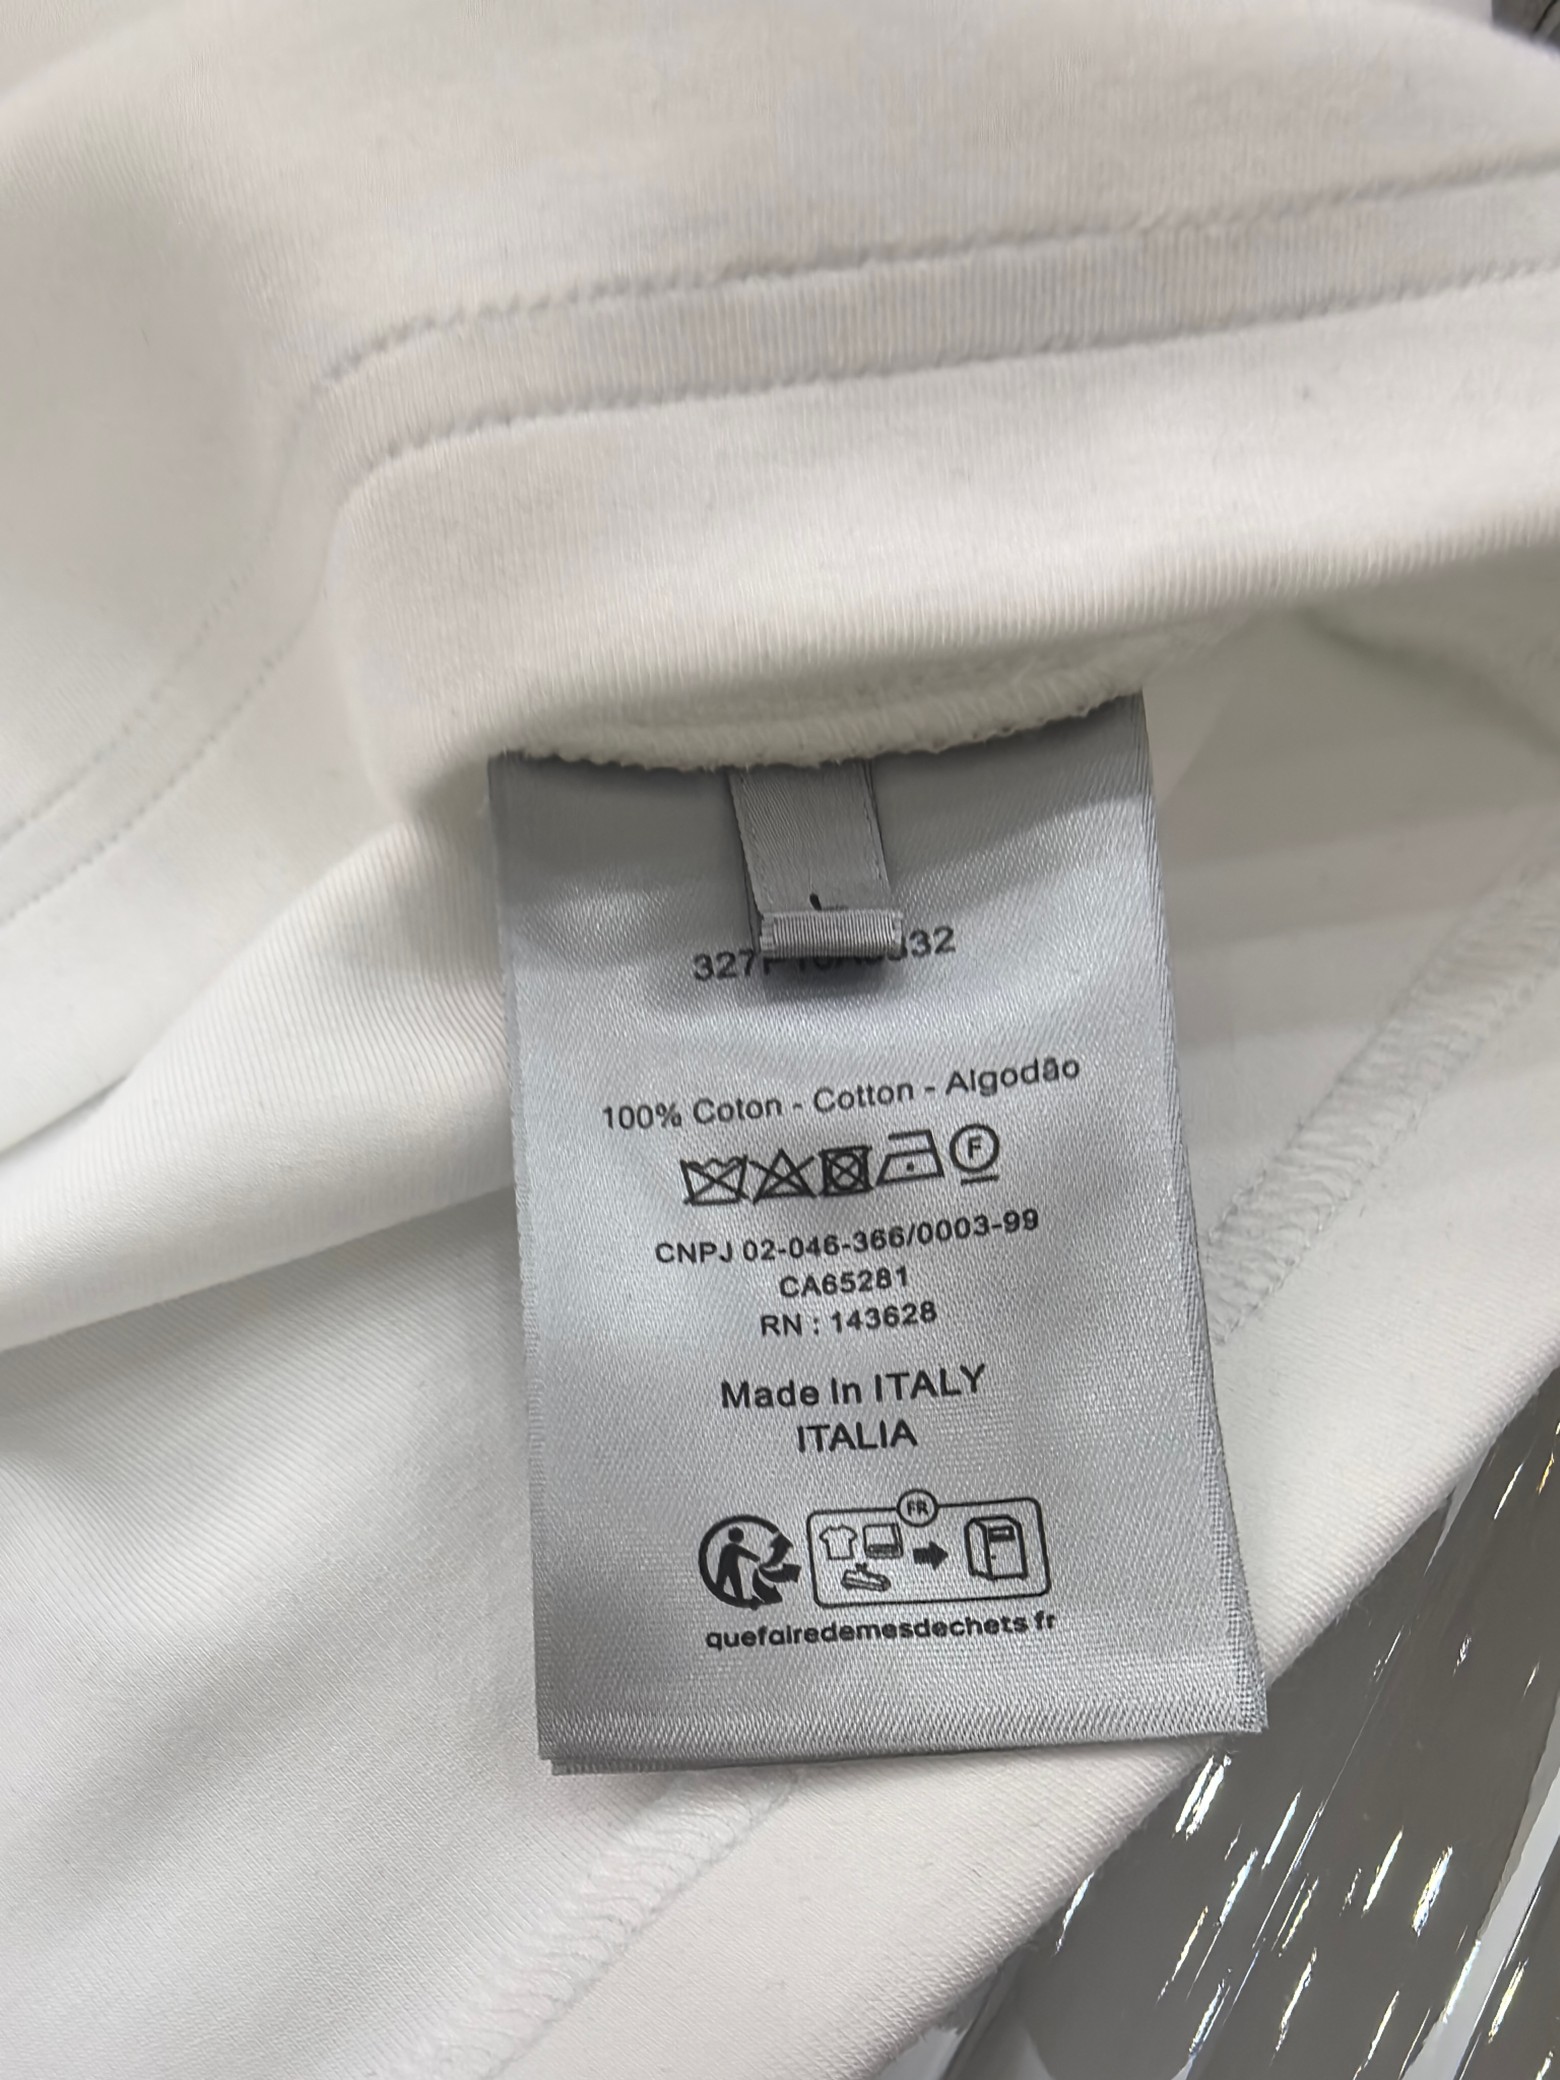 100% Coton - Cotton - Algodão
F
CNPJ 02-046-366/0003-99
CA65281
RN : 143628
Made In ITALY
ITALIA
FR
quefairedemesdechets fr